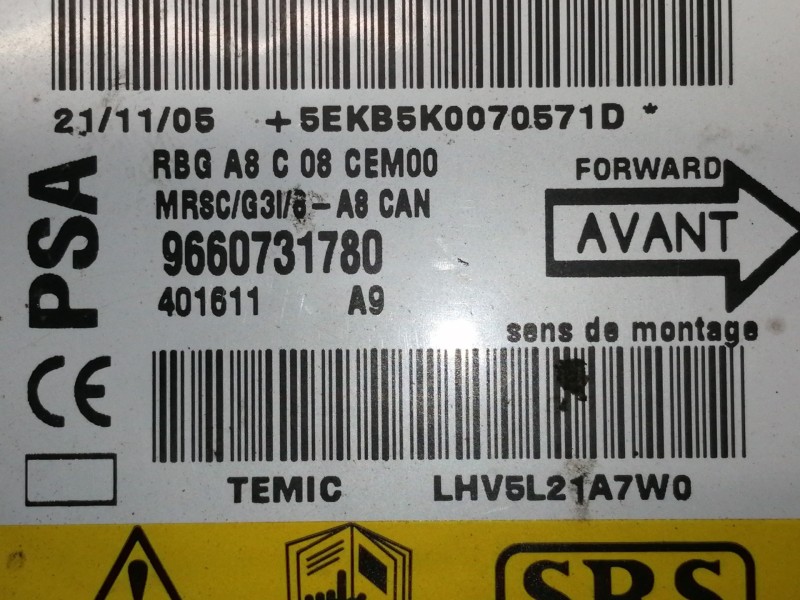 21/11/05 +5EKB5K0070571D *
PSA
RBG A8 C 08 CEM00
MRSC/G3I/8-A8 CAN
9660731780
401611 A9
FORWARD
AVANT
sens de montage
CE
TEMIC LHV5L21A7W0
SRS